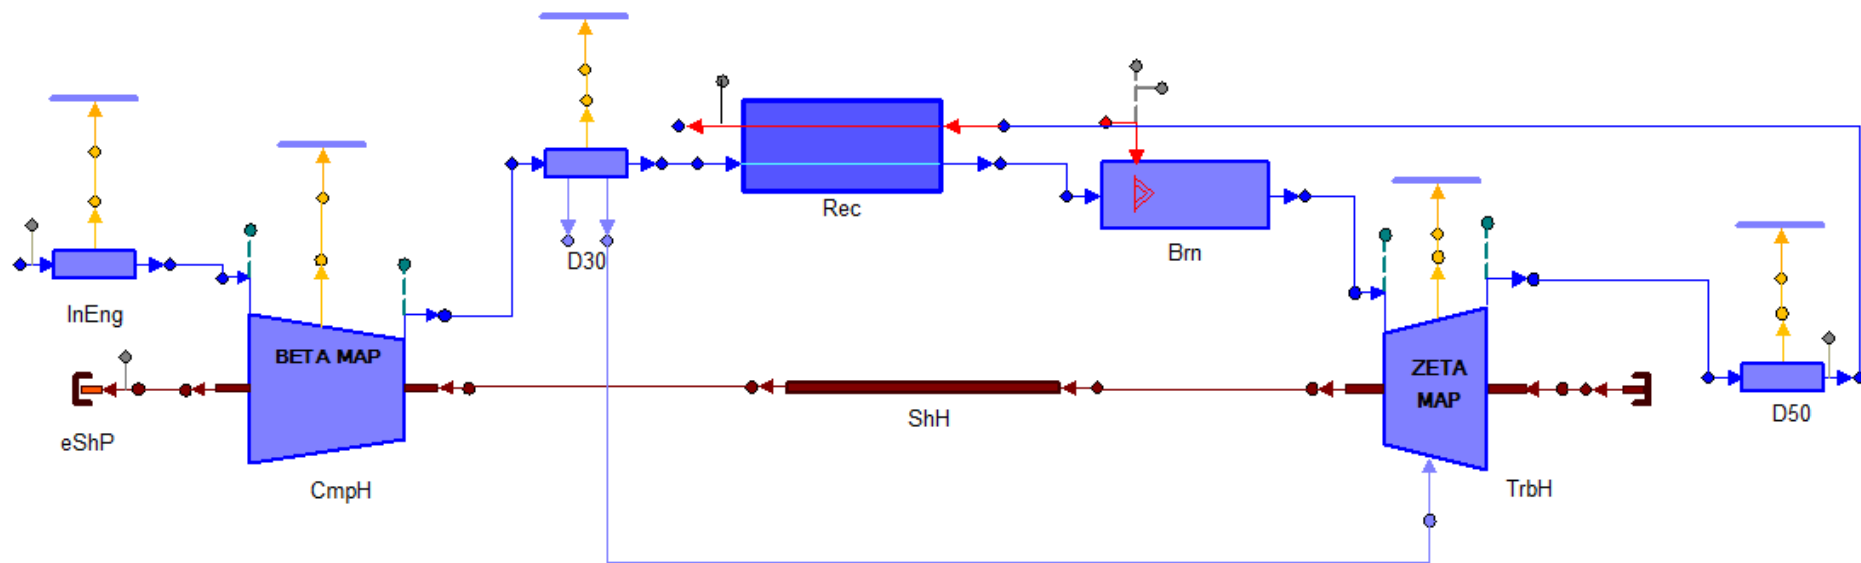 InEng
BETA MAP
CmpH
eShP
D30
Rec
Brn
ShH
ZETA
MAP
TrbH
D50